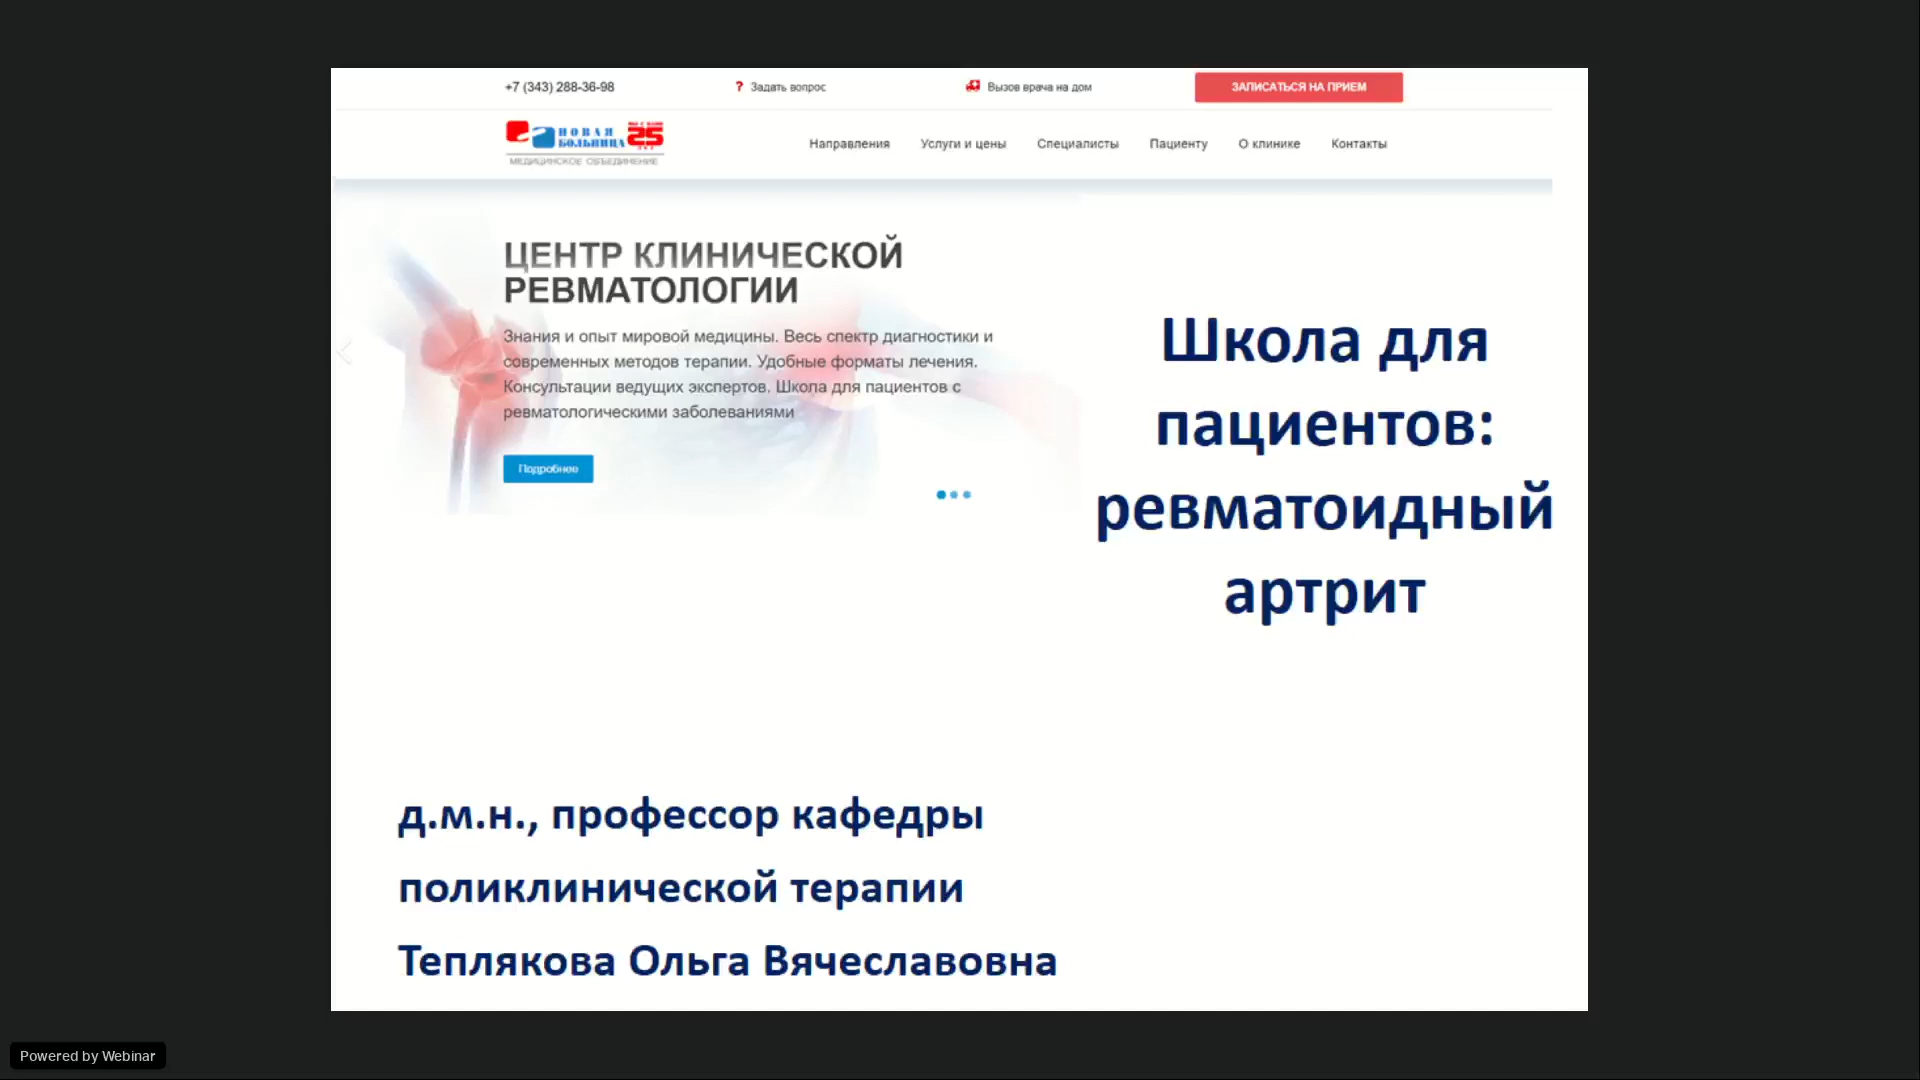 +7 (343) 288-36-98
Задать вопрос
Вызов врача на дом
ЗАПИСАТЬСЯ НА ПРИЕМ
НОВАЯ
БОЛЬНИЦА
25
МЕДИЦИНСКОЕ ОБЪЕДИНЕНИЕ
Направления
Услуги и цены
Специалисты
Пациенту
О клинике
Контакты
ЦЕНТР КЛИНИЧЕСКОЙ
РЕВМАТОЛОГИИ
Знания и опыт мировой медицины. Весь спектр диагностики и
современных методов терапии. Удобные форматы лечения.
Консультации ведущих экспертов. Школа для пациентов с
ревматологическими заболеваниями
Подробнее
Школа для
пациентов:
ревматоидный
артрит
д.м.н., профессор кафедры
поликлинической терапии
Теплякова Ольга Вячеславовна
Powered by Webinar